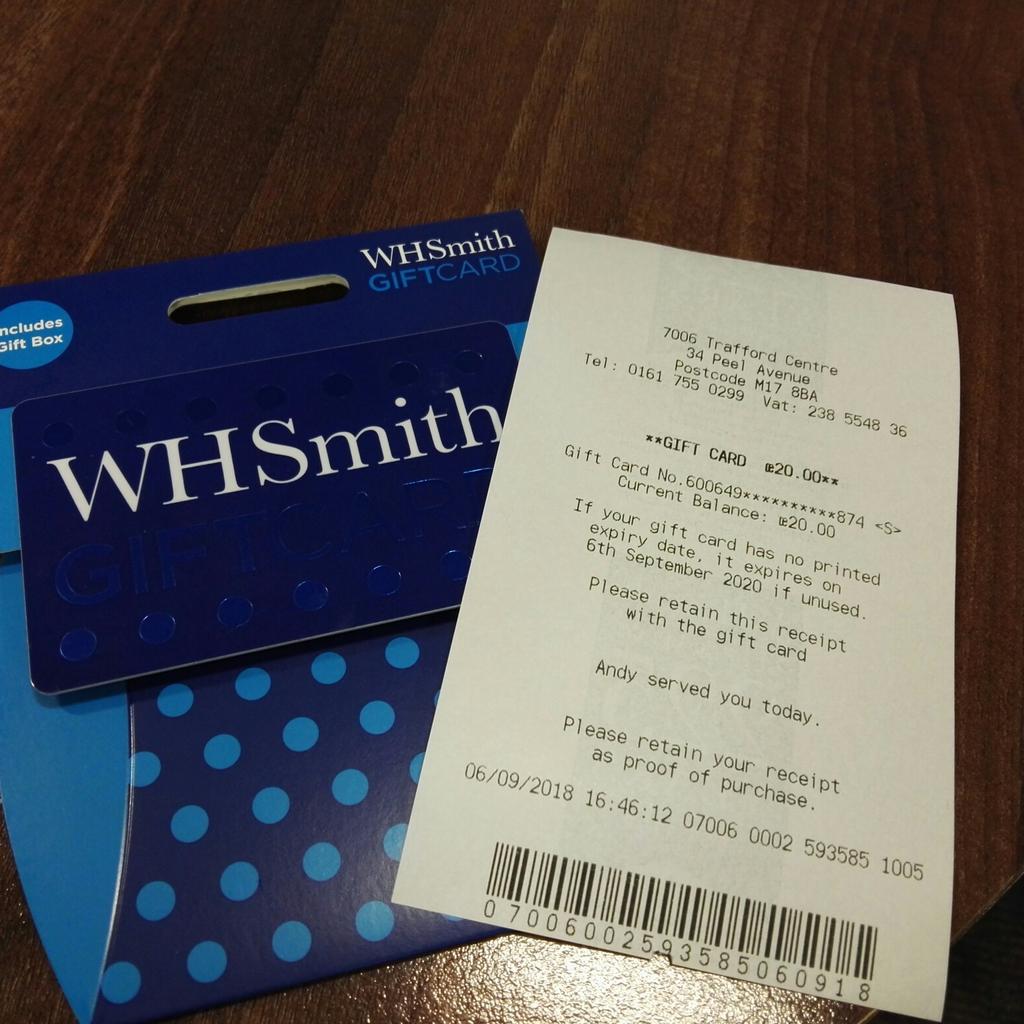 WHSmith
GIFTCARD
ncludes
Gift Box
WHSmith
GIFTCAR
7006 Trafford Centre
34 Peel Avenue
Postcode M17 8BA
Tel: 0161 755 0299 Vat: 238 5548 36
**GIFT CARD £20.00**
Gift Card No.600649**********874 <S>
Current Balance: £20.00
If your gift card has no printed
expiry date, it expires on
6th September 2020 if unused.
Please retain this receipt
with the gift card
Andy served you today.
Please retain your receipt
as proof of purchase.
06/09/2018 16:46:12 07006 0002 593585 1005
07006002593585060918